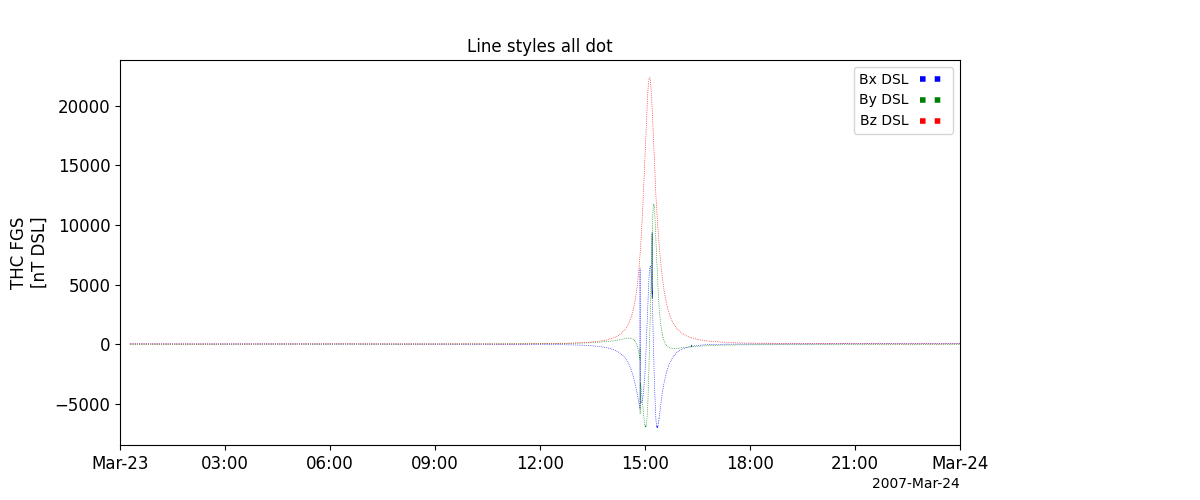 Line styles all dot
Bx DSL
By DSL
Bz DSL
THC FGS
[nT DSL]
20000
15000
10000
5000
0
−5000
Mar-23 03:00 06:00 09:00 12:00 15:00 18:00 21:00 Mar-24
2007-Mar-24